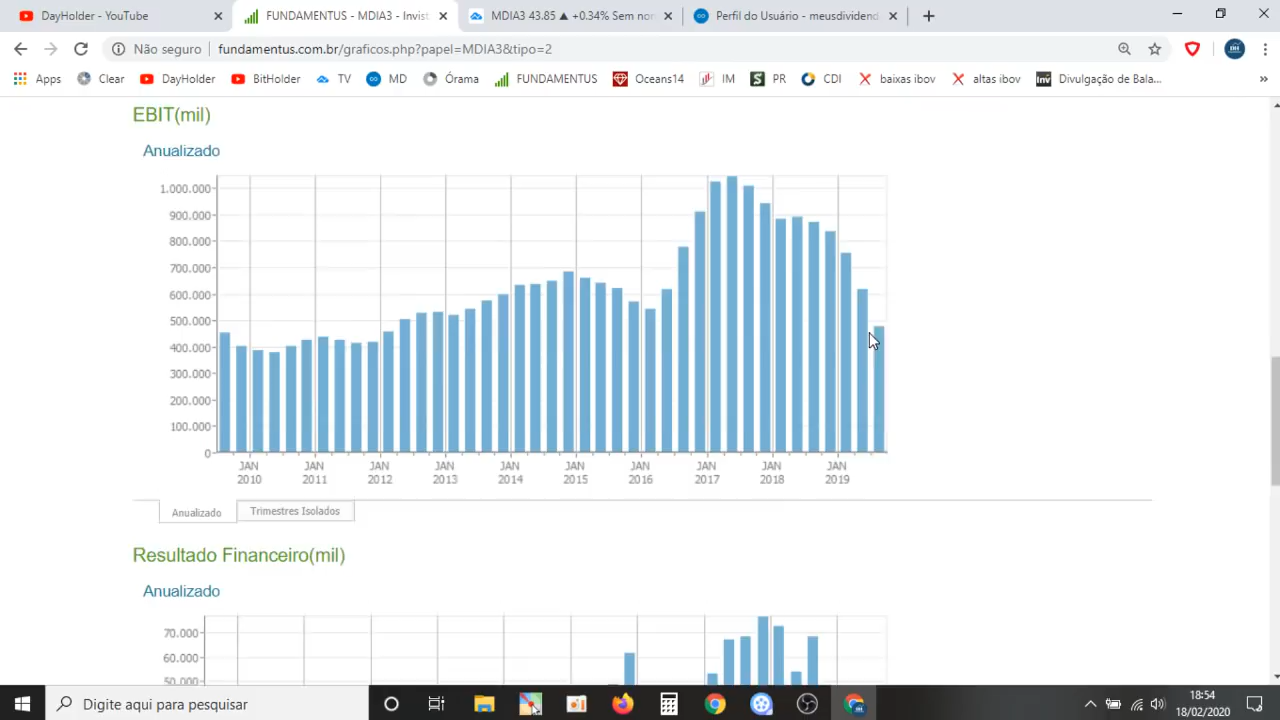 DayHolder - YouTube
FUNDAMENTUS - MDIA3 - Invist
MDIA3 43.85 ▲ +0.34% Sem nom
Perfil do Usuário - meusdividend
Não seguro
fundamentus.com.br/graficos.php?papel=MDIA3&tipo=2
Apps
Clear
DayHolder
BitHolder
TV
MD
Órama
FUNDAMENTUS
Oceans14
IM
PR
CDI
baixas ibov
altas ibov
Inv
Divulgação de Bala...
»
EBIT(mil)
Anualizado
1.000.000
900.000
800.000
700.000
600.000
500.000
400.000
300.000
200.000
100.000
0
JAN JAN JAN JAN JAN JAN JAN JAN JAN JAN
2010 2011 2012 2013 2014 2015 2016 2017 2018 2019
Anualizado
Trimestres Isolados
Resultado Financeiro(mil)
Anualizado
70.000
60.000
50.000
Digite aqui para pesquisar
18:54
18/02/2020